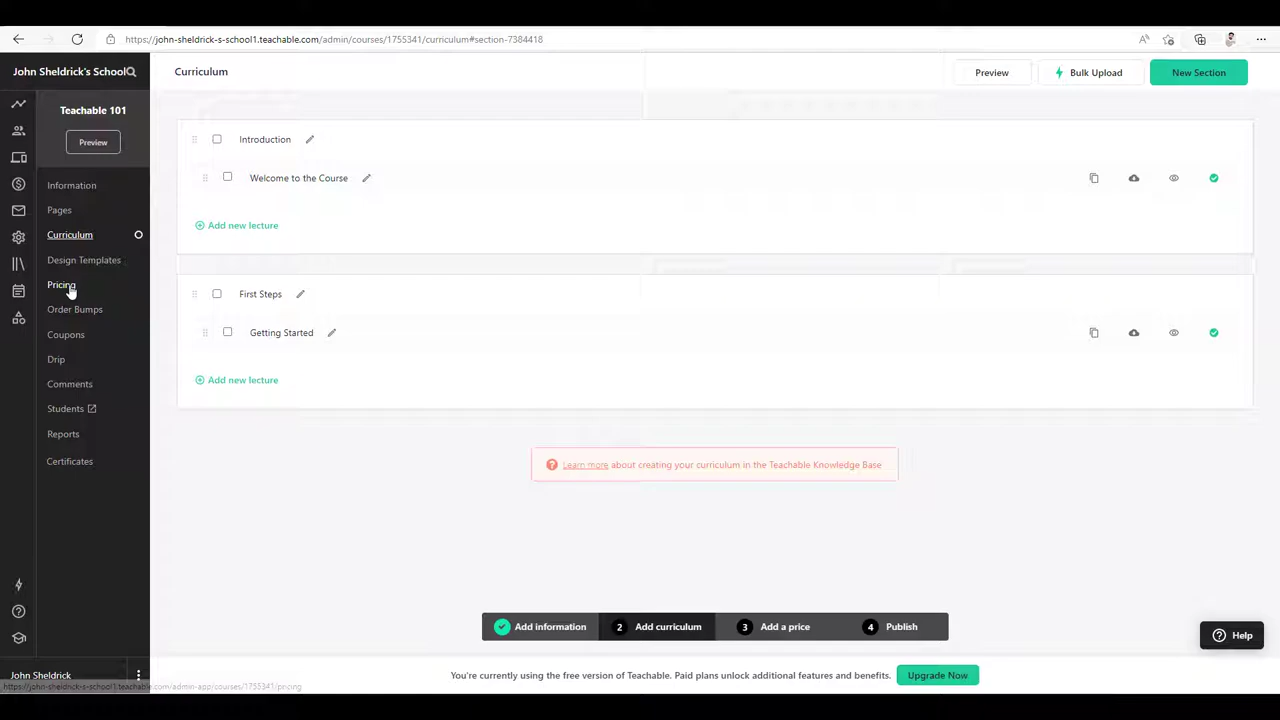 https://john-sheldrick-s-school1.teachable.com/admin/courses/1755341/curriculum#section-7384418
John Sheldrick's School
Curriculum
Preview
Bulk Upload
New Section
Teachable 101
Preview
Information
Pages
Curriculum
Design Templates
Pricing
Order Bumps
Coupons
Drip
Comments
Students
Reports
Certificates
Introduction
Welcome to the Course
Add new lecture
First Steps
Getting Started
Add new lecture
? Learn more about creating your curriculum in the Teachable Knowledge Base
Add information
2 Add curriculum
3 Add a price
4 Publish
? Help
John Sheldrick
You're currently using the free version of Teachable. Paid plans unlock additional features and benefits.
Upgrade Now
https://john-sheldrick-s-school1.teachable.com/admin-app/courses/1755341/pricing